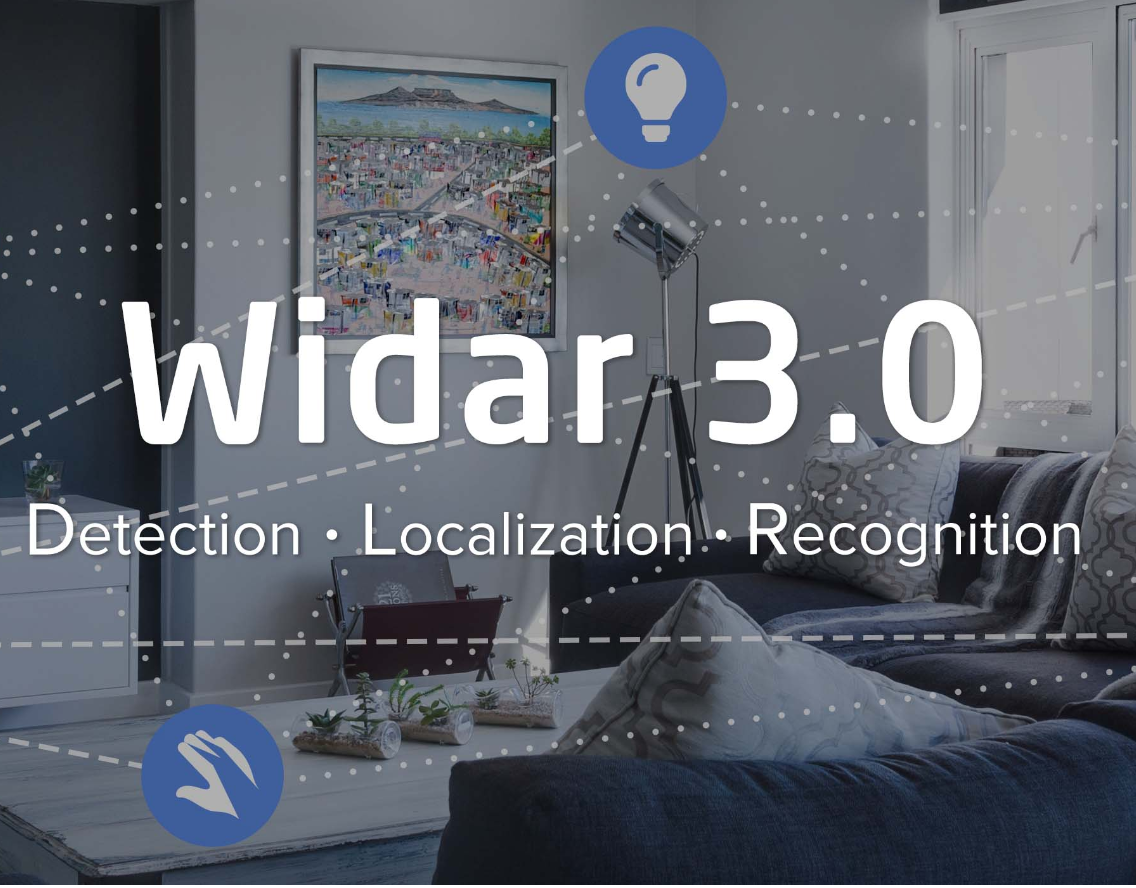 Widar 3.0
Detection • Localization • Recognition